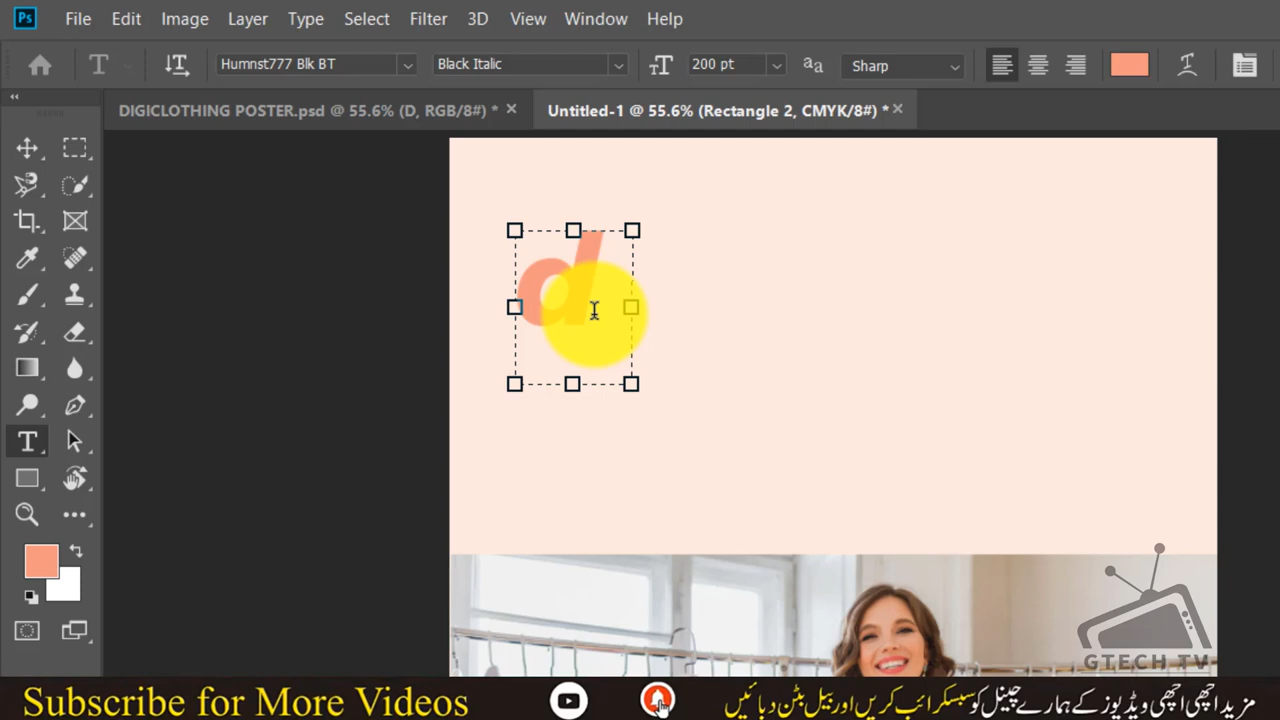 Ps File Edit Image Layer Type Select Filter 3D View Window Help
T Humnst777 Blk BT Black Italic 200 pt aa Sharp
DIGICLOTHING POSTER.psd @ 55.6% (D, RGB/8#) * × Untitled-1 @ 55.6% (Rectangle 2, CMYK/8#) * ×
d
GTECH TV
Subscribe for More Videos
مزید اچھی اچھی ویڈیوز کے ہمارے چینل کو سبسکرائب کریں اور بیل بٹن دبائیں